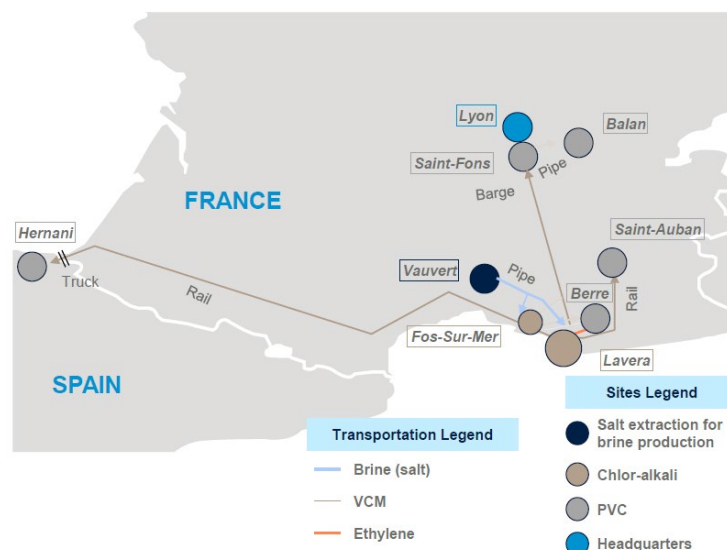 Lyon
Balan
Saint-Fons
Pipe
Barge
FRANCE
Hernani
Saint-Auban
Truck
Rail
Vauvert
Pipe
Berre
Rail
Fos-Sur-Mer
Lavera
SPAIN
Transportation Legend
Brine (salt)
VCM
Ethylene
Sites Legend
Salt extraction for
brine production
Chlor-alkali
PVC
Headquarters